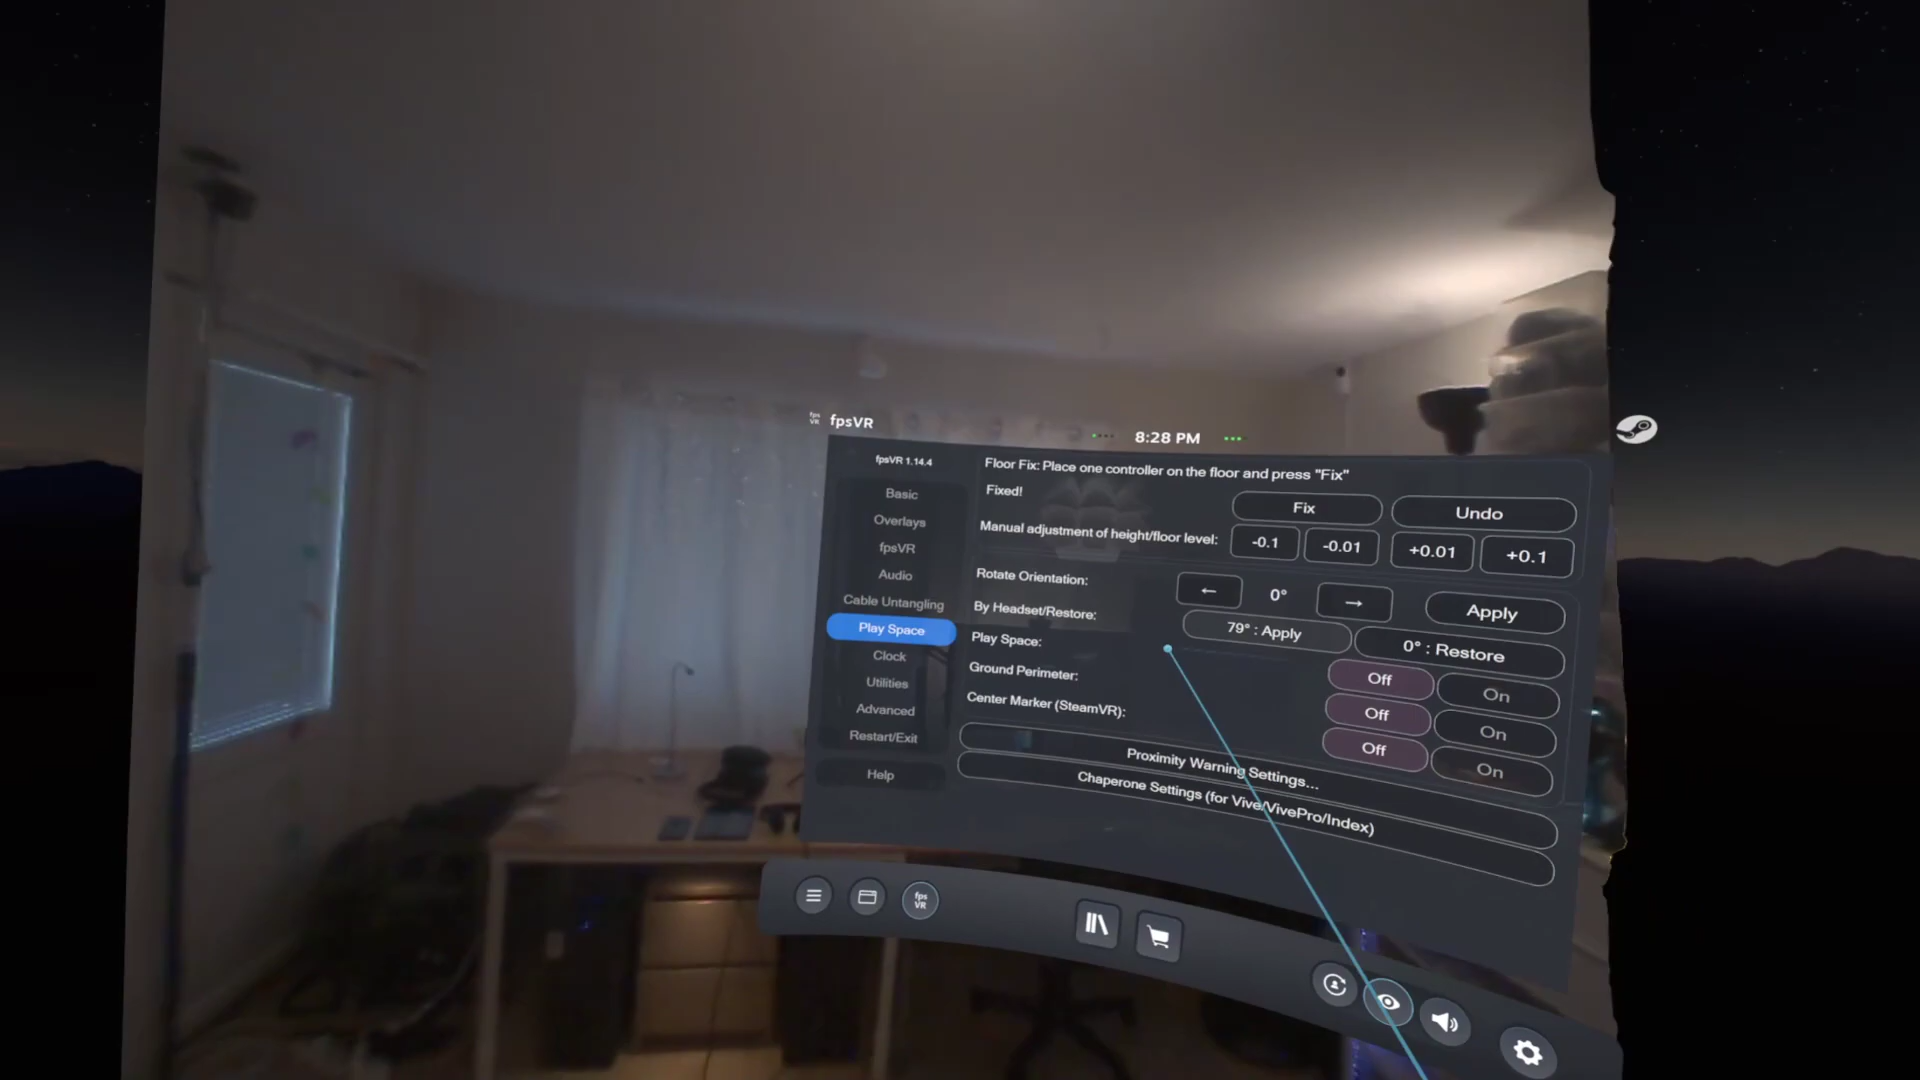 fps
VR
fpsVR
8:28 PM
fpsVR 1.14.4
Basic
Overlays
fpsVR
Audio
Cable Untangling
Play Space
Clock
Utilities
Advanced
Restart/Exit
Help
Floor Fix: Place one controller on the floor and press "Fix"
Fixed!
Fix
Undo
Manual adjustment of height/floor level:
-0.1
-0.01
+0.01
+0.1
Rotate Orientation:
←
0°
→
Apply
By Headset/Restore:
79° : Apply
0° : Restore
Play Space:
Off
On
Ground Perimeter:
Off
On
Center Marker (SteamVR):
Off
On
Proximity Warning Settings...
Chaperone Settings (for Vive/VivePro/Index)
fps
VR